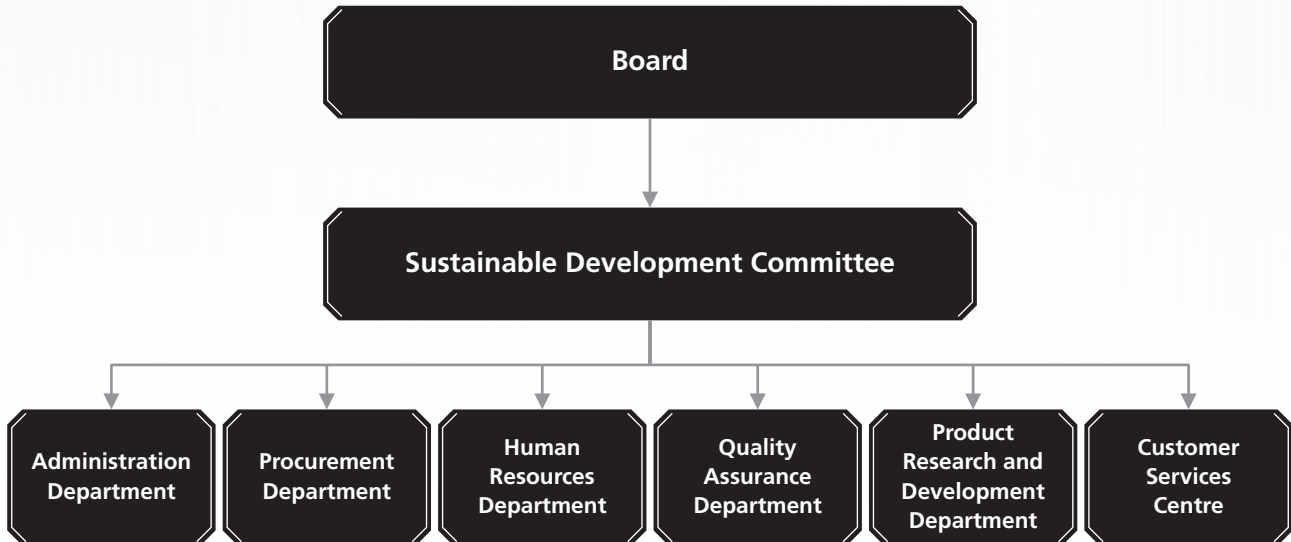 Board
Sustainable Development Committee
Administration
Department
Procurement
Department
Human
Resources
Department
Quality
Assurance
Department
Product
Research and
Development
Department
Customer
Services
Centre